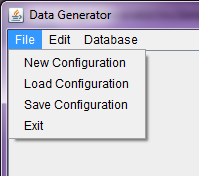 Data Generator
File Edit Database
New Configuration
Load Configuration
Save Configuration
Exit